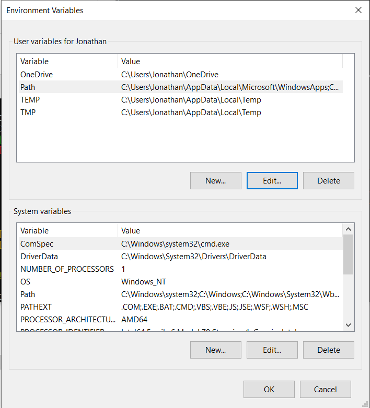 Environment Variables
User variables for Jonathan
Variable Value
OneDrive C:\Users\Jonathan\OneDrive
Path C:\Users\Jonathan\AppData\Local\Microsoft\WindowsApps;C...
TEMP C:\Users\Jonathan\AppData\Local\Temp
TMP C:\Users\Jonathan\AppData\Local\Temp
New... Edit... Delete
System variables
Variable Value
ComSpec C:\Windows\system32\cmd.exe
DriverData C:\Windows\System32\Drivers\DriverData
NUMBER_OF_PROCESSORS 1
OS Windows_NT
Path C:\Windows\system32;C:\Windows;C:\Windows\System32\Wb...
PATHEXT .COM;.EXE;.BAT;.CMD;.VBS;.VBE;.JS;.JSE;.WSF;.WSH;.MSC
PROCESSOR_ARCHITECTU... AMD64
New... Edit... Delete
OK Cancel